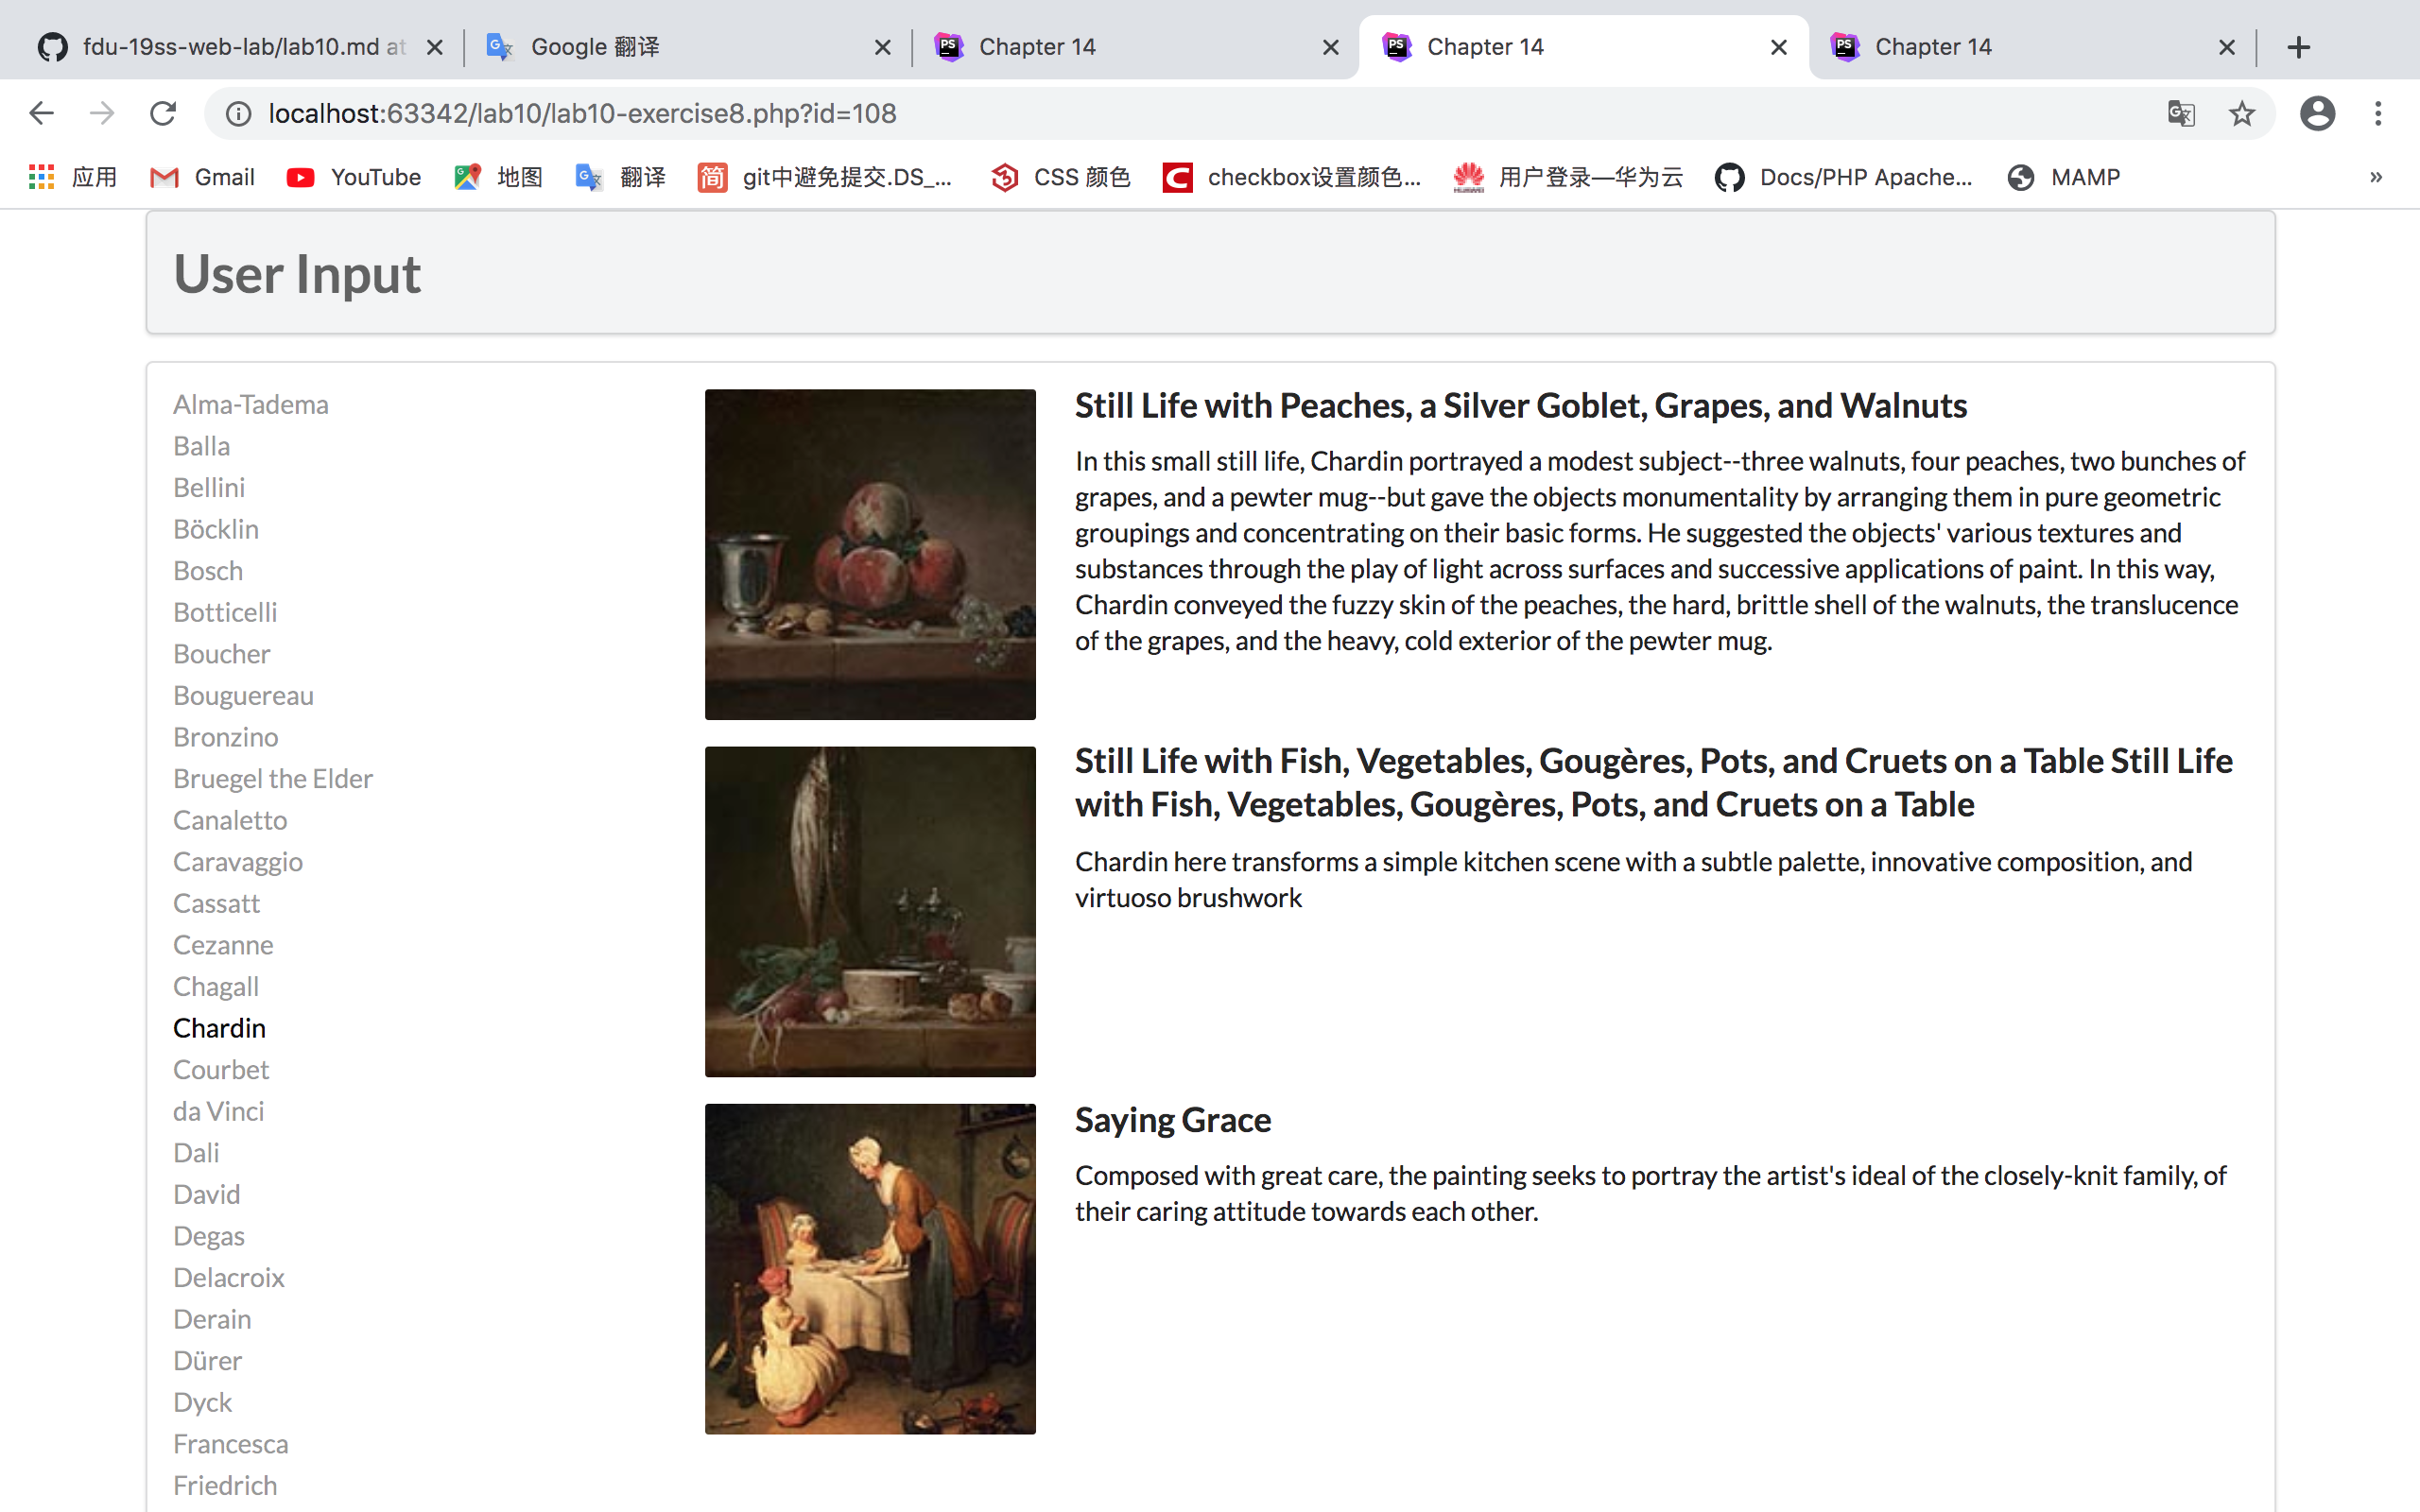 fdu-19ss-web-lab/lab10.md at
Google 翻译
Chapter 14
Chapter 14
Chapter 14
localhost:63342/lab10/lab10-exercise8.php?id=108
应用
Gmail
YouTube
地图
翻译
简
git中避免提交.DS_...
CSS 颜色
checkbox设置颜色...
用户登录—华为云
Docs/PHP Apache...
MAMP
»
User Input
Alma-Tadema
Balla
Bellini
Böcklin
Bosch
Botticelli
Boucher
Bouguereau
Bronzino
Bruegel the Elder
Canaletto
Caravaggio
Cassatt
Cezanne
Chagall
Chardin
Courbet
da Vinci
Dali
David
Degas
Delacroix
Derain
Dürer
Dyck
Francesca
Friedrich
Still Life with Peaches, a Silver Goblet, Grapes, and Walnuts
In this small still life, Chardin portrayed a modest subject--three walnuts, four peaches, two bunches of
grapes, and a pewter mug--but gave the objects monumentality by arranging them in pure geometric
groupings and concentrating on their basic forms. He suggested the objects' various textures and
substances through the play of light across surfaces and successive applications of paint. In this way,
Chardin conveyed the fuzzy skin of the peaches, the hard, brittle shell of the walnuts, the translucence
of the grapes, and the heavy, cold exterior of the pewter mug.
Still Life with Fish, Vegetables, Gougères, Pots, and Cruets on a Table Still Life
with Fish, Vegetables, Gougères, Pots, and Cruets on a Table
Chardin here transforms a simple kitchen scene with a subtle palette, innovative composition, and
virtuoso brushwork
Saying Grace
Composed with great care, the painting seeks to portray the artist's ideal of the closely-knit family, of
their caring attitude towards each other.